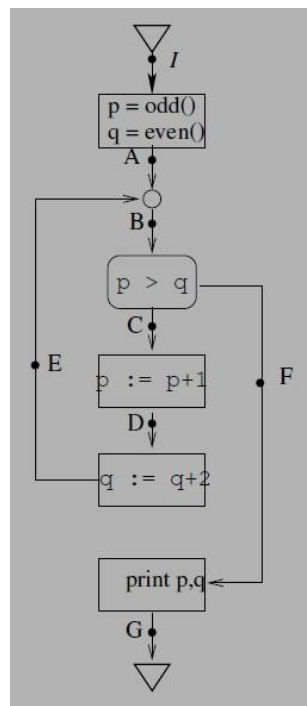 I
p = odd()
q = even()
A
B
p > q
C
E
F
p := p+1
D
q := q+2
print p,q
G